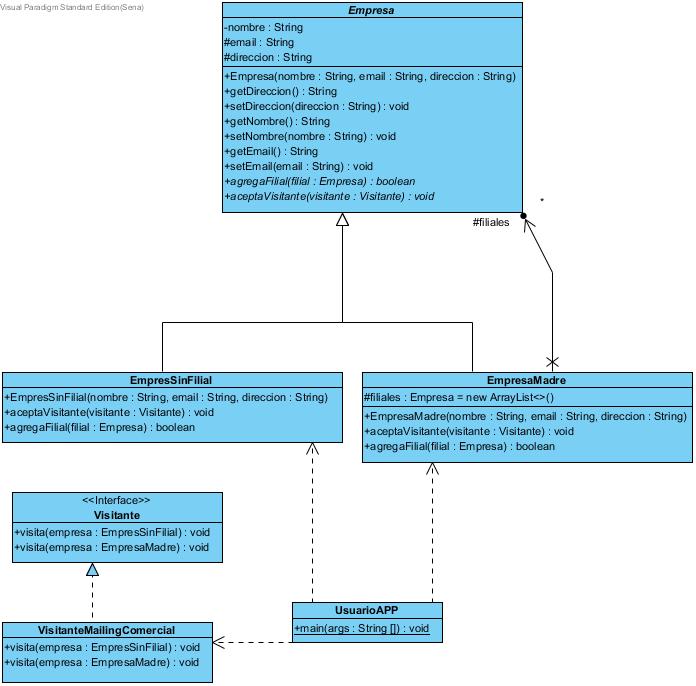 Visual Paradigm Standard Edition(Sena)
Empresa
-nombre : String
#email : String
#direccion : String
+Empresa(nombre : String, email : String, direccion : String)
+getDireccion() : String
+setDireccion(direccion : String) : void
+getNombre() : String
+setNombre(nombre : String) : void
+getEmail() : String
+setEmail(email : String) : void
+agregaFilial(filial : Empresa) : boolean
+aceptaVisitante(visitante : Visitante) : void
*
#filiales
EmpresSinFilial
+EmpresSinFilial(nombre : String, email : String, direccion : String)
+aceptaVisitante(visitante : Visitante) : void
+agregaFilial(filial : Empresa) : boolean
EmpresaMadre
#filiales : Empresa = new ArrayList<>()
+EmpresaMadre(nombre : String, email : String, direccion : String)
+aceptaVisitante(visitante : Visitante) : void
+agregaFilial(filial : Empresa) : boolean
<<Interface>>
Visitante
+visita(empresa : EmpresSinFilial) : void
+visita(empresa : EmpresaMadre) : void
UsuarioAPP
+main(args : String []) : void
VisitanteMailingComercial
+visita(empresa : EmpresSinFilial) : void
+visita(empresa : EmpresaMadre) : void